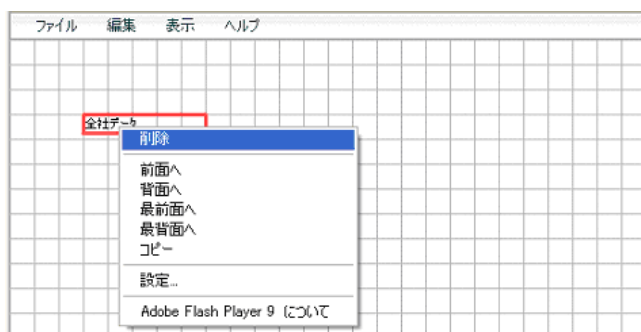 ファイル 編集 表示 ヘルプ
全社データ
削除
前面へ
背面へ
最前面へ
最背面へ
コピー
設定...
Adobe Flash Player 9 について